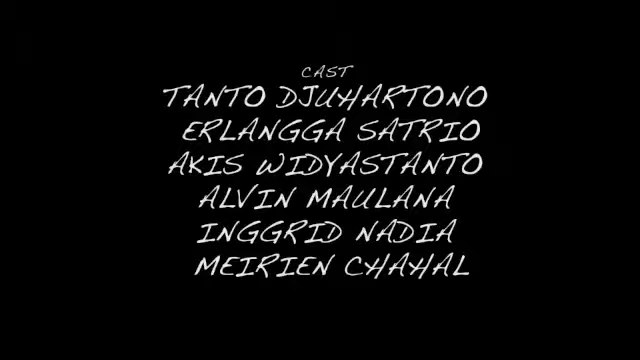 CAST
TANTO DJUHARTONO
ERLANGGA SATRIO
AKIS WIDYASTANTO
ALVIN MAULANA
INGGRID NADIA
MEIRIEN CHAHAL